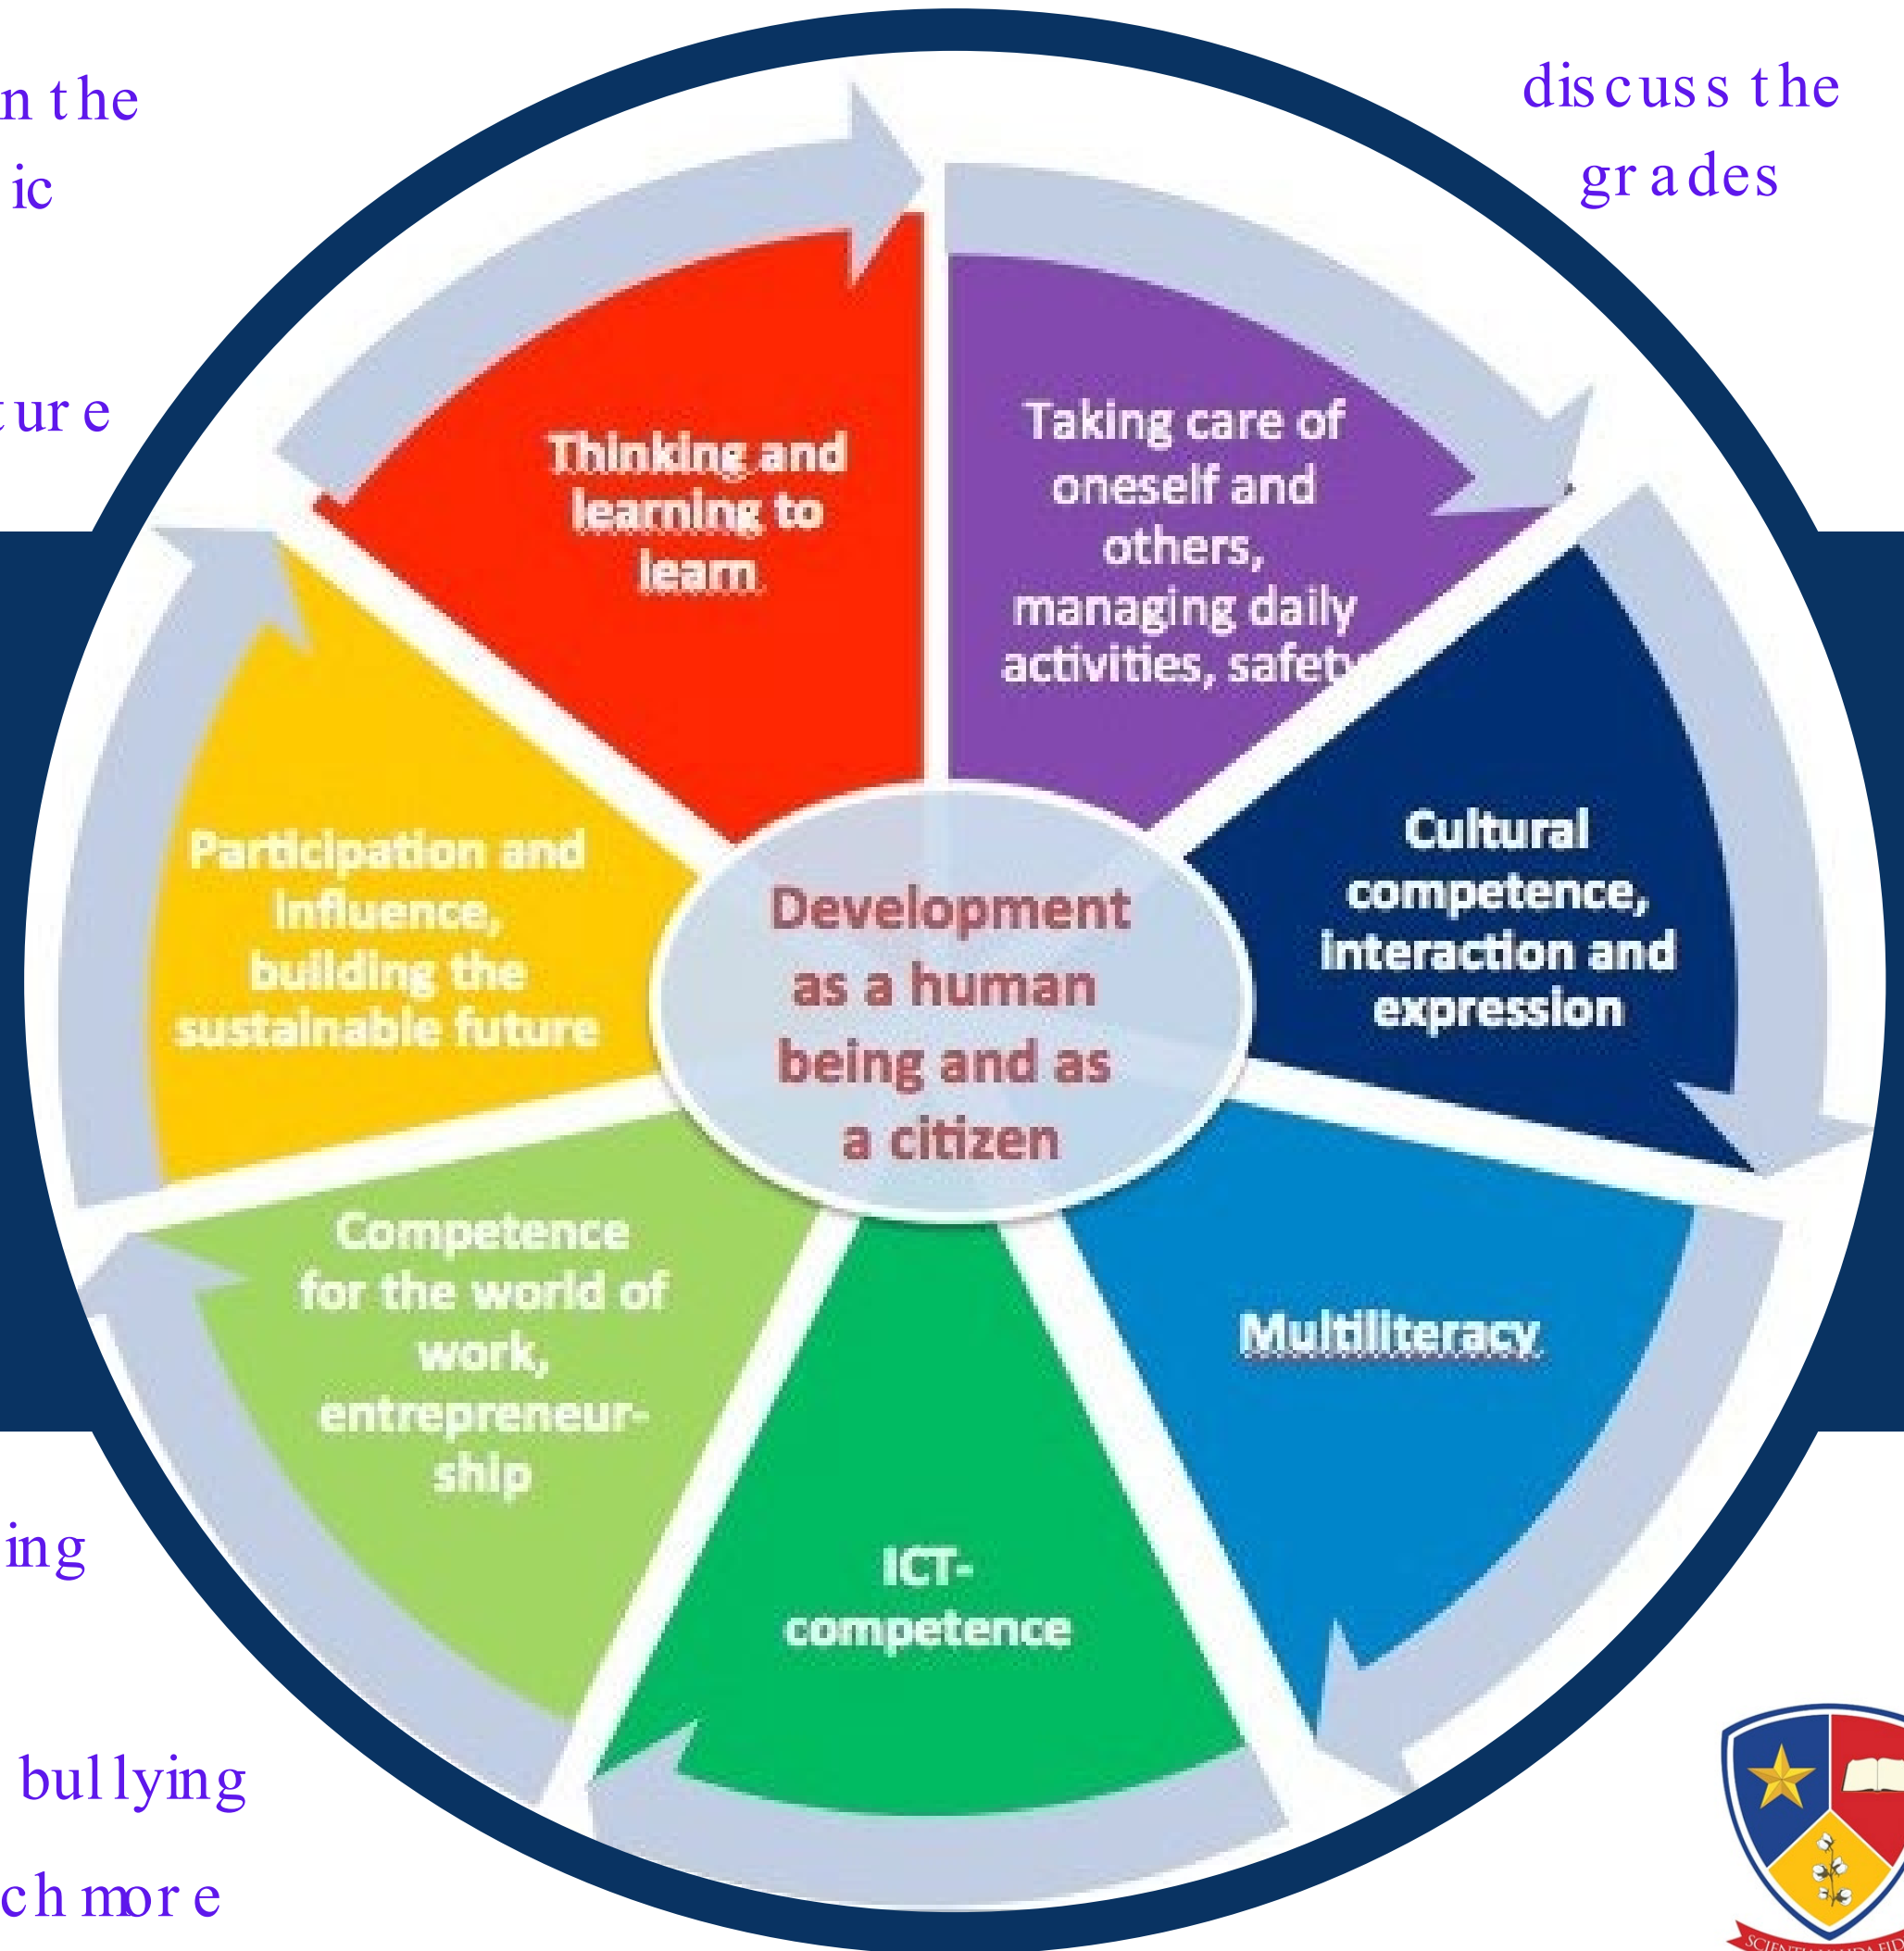 n the
ic
ture
discuss the
grades
Thinking and
learning to
learn
Taking care of
oneself and
others,
managing daily
activities, safety
Cultural
competence,
interaction and
expression
Multiliteracy
ICT-
competence
Competence
for the world of
work,
entrepreneur-
ship
Participation and
influence,
building the
sustainable future
Development
as a human
being and as
a citizen
ing
bullying
ch more